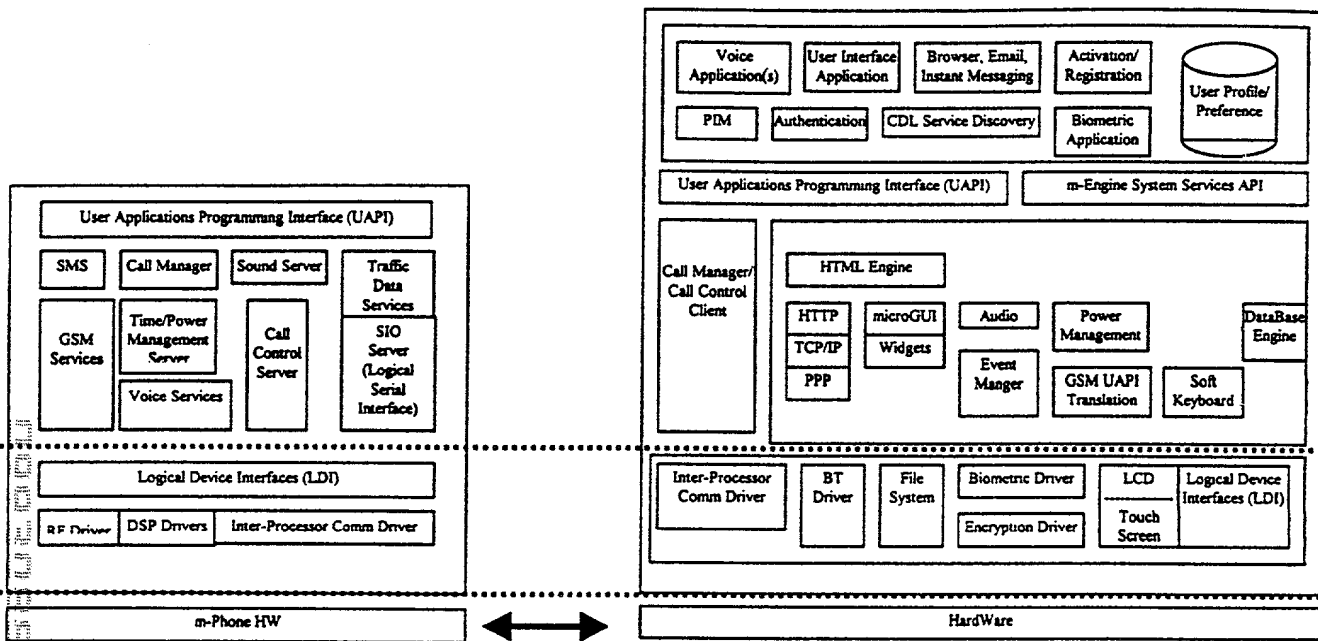 Voice
Application(s)
User Interface
Application
Browser, Email,
Instant Messaging
Activation/
Registration
User Profile/
Preference
PIM
Authentication
CDL Service Discovery
Biometric
Application
User Applications Programming Interface (UAPI)
m-Engine System Services API
Call Manager/
Call Control
Client
HTML Engine
HTTP
TCP/IP
PPP
microGUI
Widgets
Audio
Event
Manger
Power
Management
GSM UAPI
Translation
Soft
Keyboard
DataBase
Engine
Inter-Processor
Comm Driver
BT
Driver
File
System
Biometric Driver
Encryption Driver
LCD
Touch
Screen
Logical Device
Interfaces (LDI)
HardWare
User Applications Programming Interface (UAPI)
SMS
Call Manager
Sound Server
Traffic
Data
Services
GSM
Services
Time/Power
Management
Server
Voice Services
Call
Control
Server
SIO
Server
(Logical
Serial
Interface)
Logical Device Interfaces (LDI)
RF Driver
DSP Drivers
Inter-Processor Comm Driver
m-Phone HW